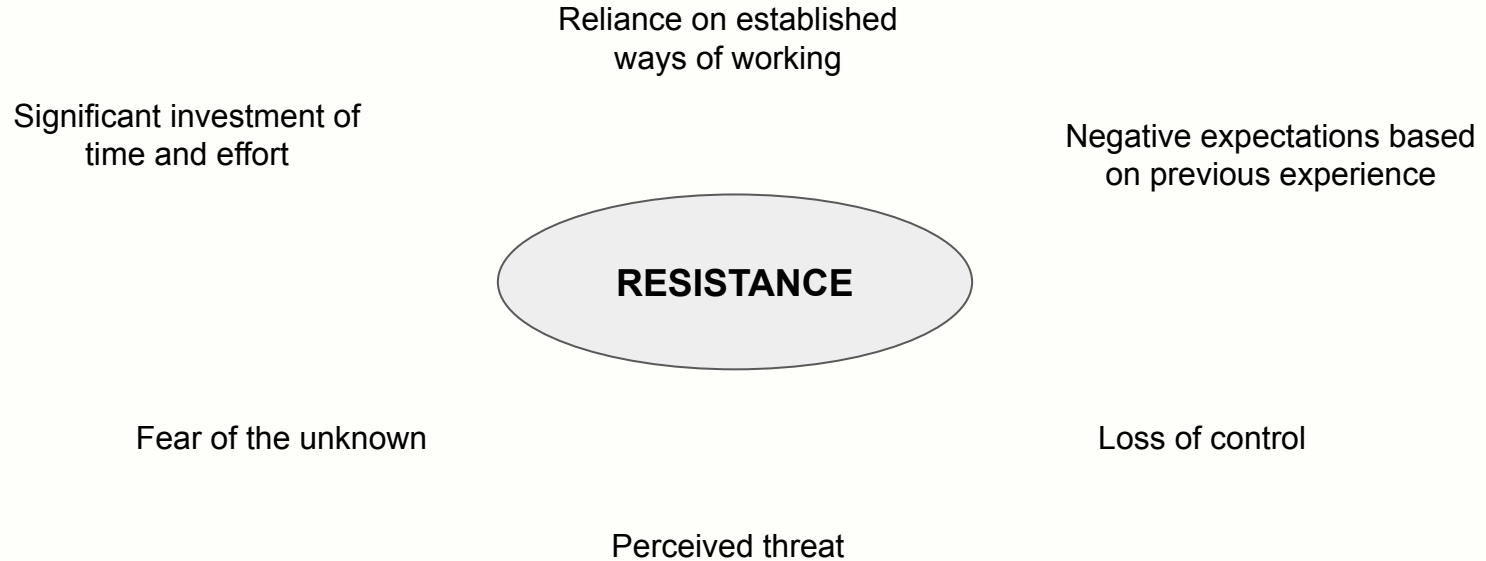 Reliance on established
ways of working
Significant investment of
time and effort
Negative expectations based
on previous experience
RESISTANCE
Fear of the unknown
Loss of control
Perceived threat